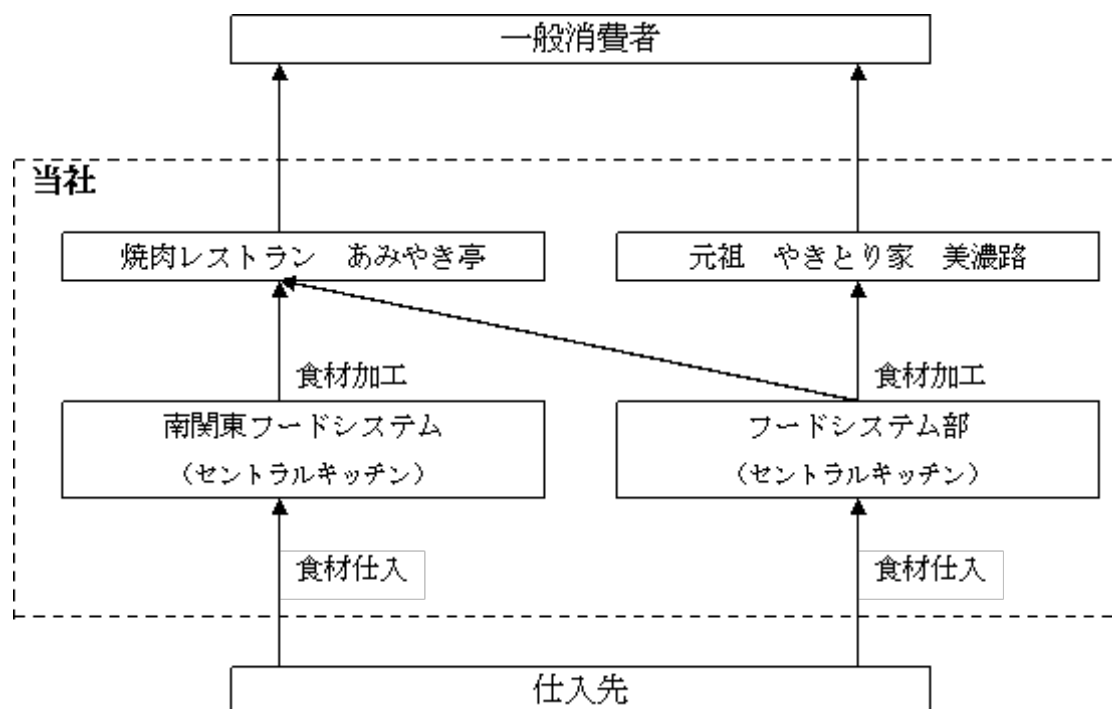 一般消費者
当社
焼肉レストラン　あみやき亭
元祖　やきとり家　美濃路
食材加工
食材加工
南関東フードシステム
（セントラルキッチン）
フードシステム部
（セントラルキッチン）
食材仕入
食材仕入
仕入先